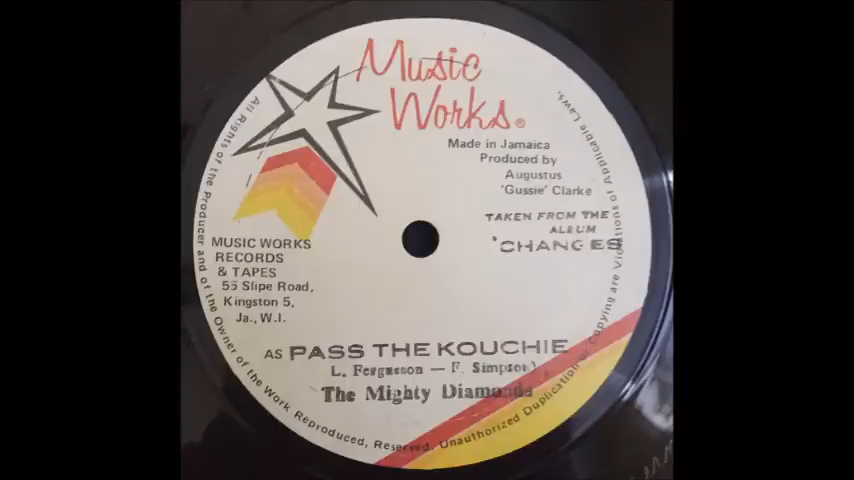 Music
Works®
Made in Jamaica
Produced by
Augustus
'Gussie' Clarke
TAKEN FROM THE
ALBUM
'CHANGES
MUSIC WORKS
RECORDS
& TAPES
55 Slipe Road,
Kingston 5,
Ja., W.I.
AS PASS THE KOUCHIE
L. Ferguson — F. Simpson)
The Mighty Diamonds
All Rights of the Producer and of the Owner of the Work Reproduced, Reserved. Unauthorized Duplication or Copying are Violations of Applicable Laws.